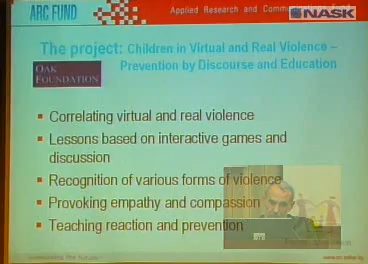 ARC FUND
Applied Research and Comm
NASK
The project: Children in Virtual and Real Violence –
Prevention by Discourse and Education
OAK
FOUNDATION
Correlating virtual and real violence
Lessons based on interactive games and
discussion
Recognition of various forms of violence
Provoking empathy and compassion
Teaching reaction and prevention